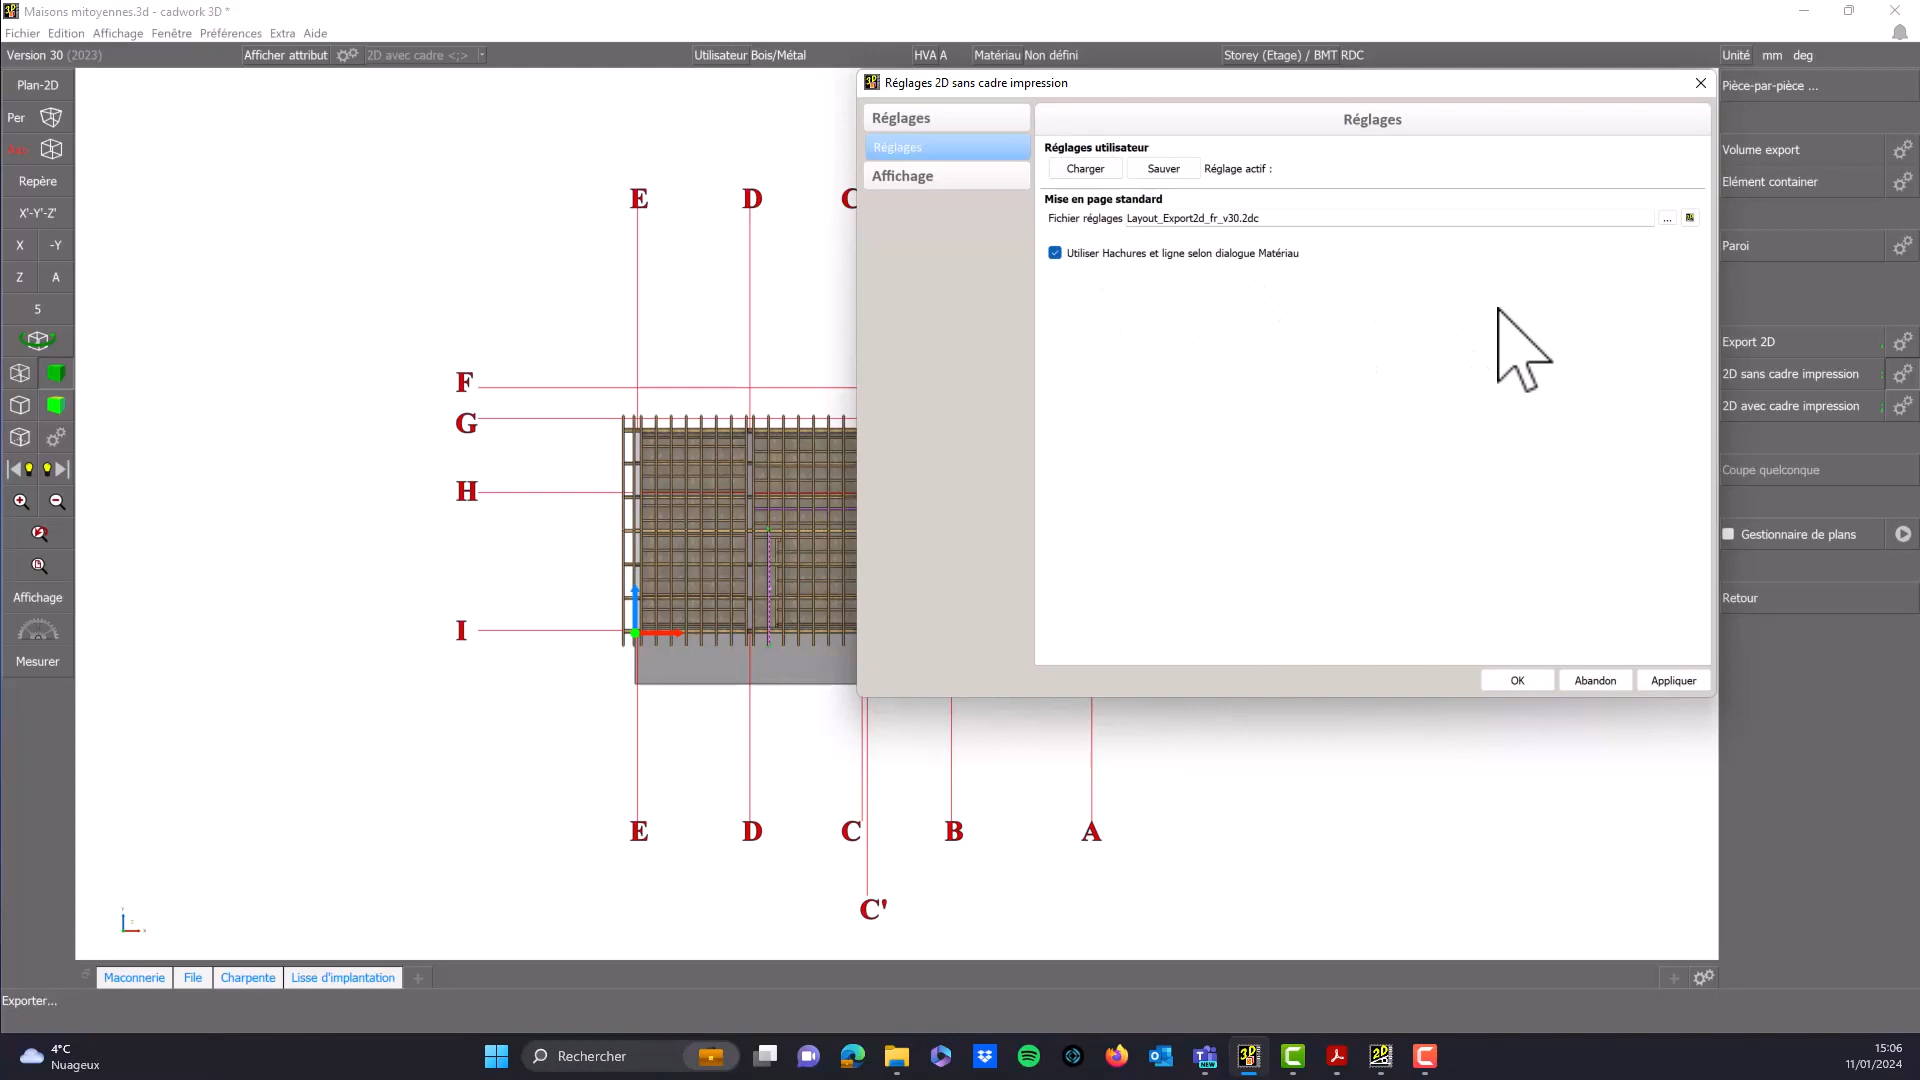 Maisons mitoyennes.3d - cadwork 3D *
Fichier Edition Affichage Fenêtre Préférences Extra Aide
Version 30 (2023)
Afficher attribut
2D avec cadre <;>
Utilisateur Bois/Métal
HVA A
Matériau Non défini
Storey (Etage) / BMT RDC
Unité mm deg
Plan-2D
Per
Repère
X'-Y'-Z'
X -Y
Z A
5
Affichage
Mesurer
E D C
F
G
H
I
E D C B A
C'
Réglages 2D sans cadre impression
Réglages
Réglages
Affichage
Réglages
Réglages utilisateur
Charger Sauver Réglage actif :
Mise en page standard
Fichier réglages Layout_Export2d_fr_v30.2dc ...
Utiliser Hachures et ligne selon dialogue Matériau
OK Abandon Appliquer
Pièce-par-pièce ...
Volume export
Elément container
Paroi
Export 2D
2D sans cadre impression
2D avec cadre impression
Coupe quelconque
Gestionnaire de plans
Retour
Maconnerie File Charpente Lisse d'implantation +
Exporter...
4°C
Nuageux
Rechercher
15:06
11/01/2024